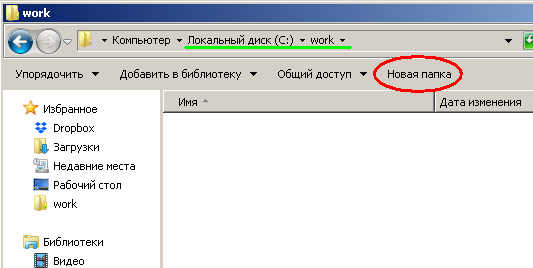 work
Компьютер Локальный диск (C:) work
Упорядочить Добавить в библиотеку Общий доступ Новая папка
Имя Дата изменения
Избранное
Dropbox
Загрузки
Недавние места
Рабочий стол
work
Библиотеки
Видео